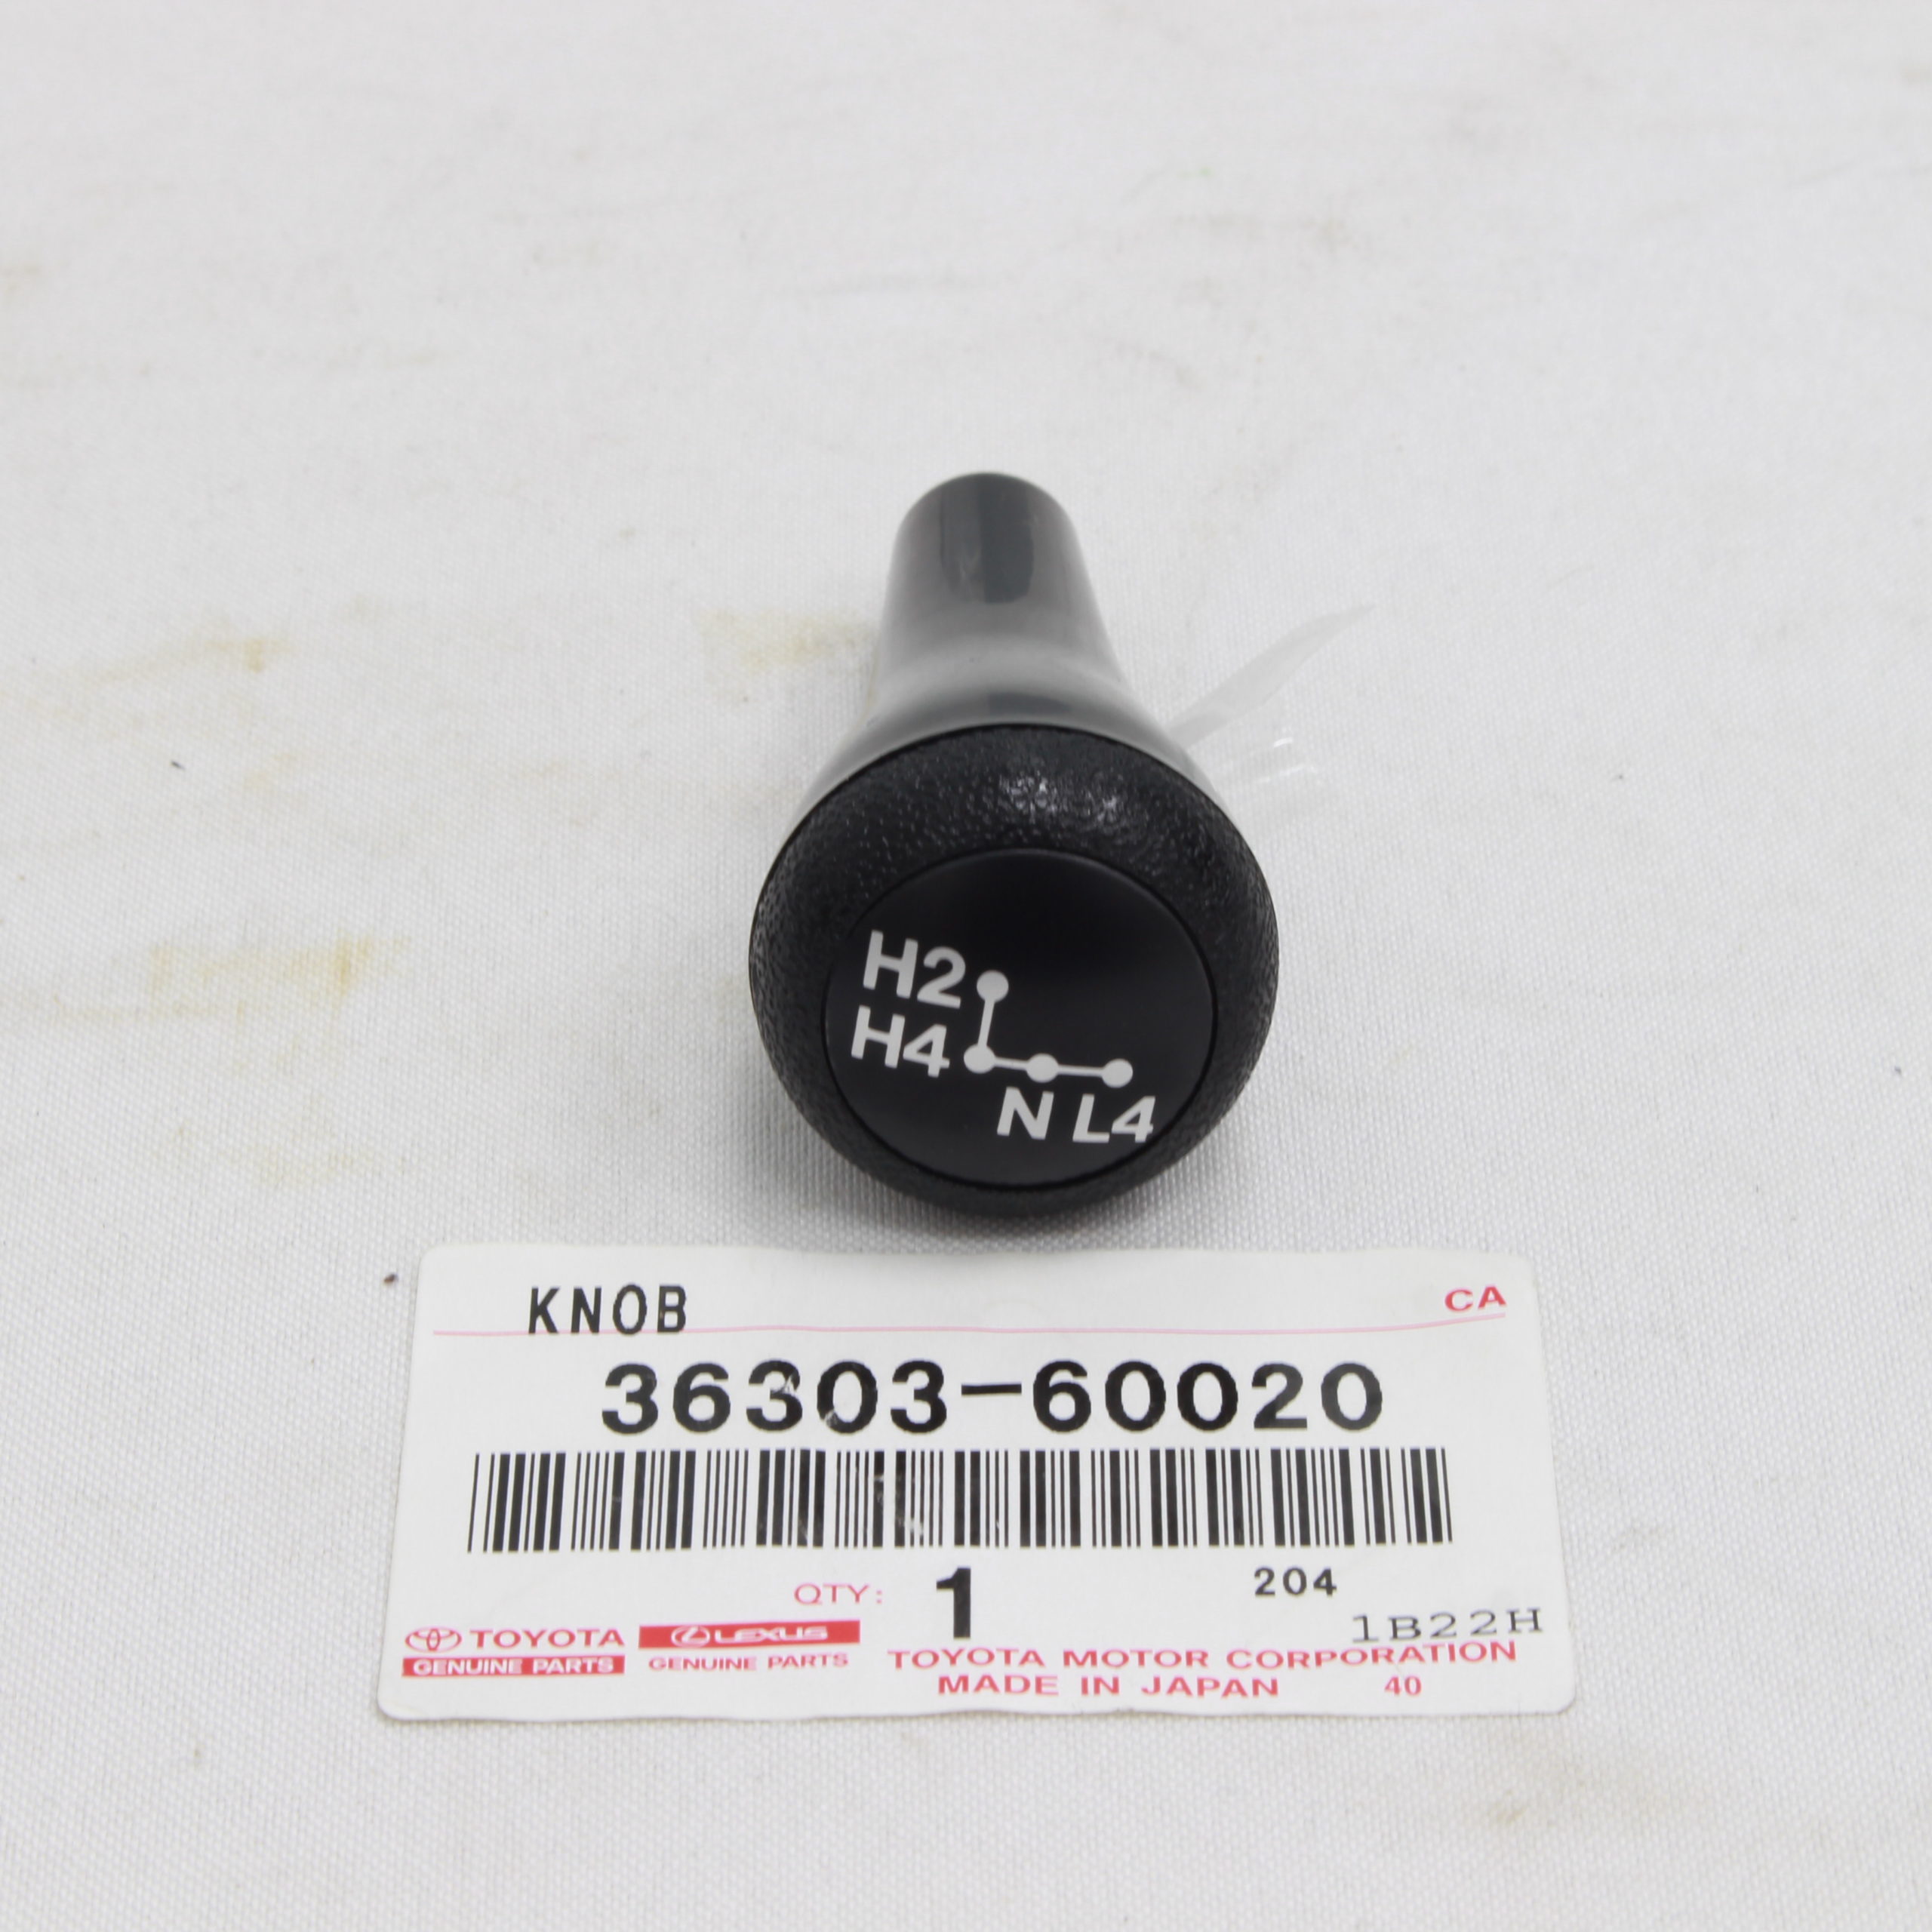 H2
H4
N L4
KNOB
CA
36303-60020
QTY: 1
204
1B22H
TOYOTA
GENUINE PARTS
LEXUS
GENUINE PARTS
TOYOTA MOTOR CORPORATION
MADE IN JAPAN 40